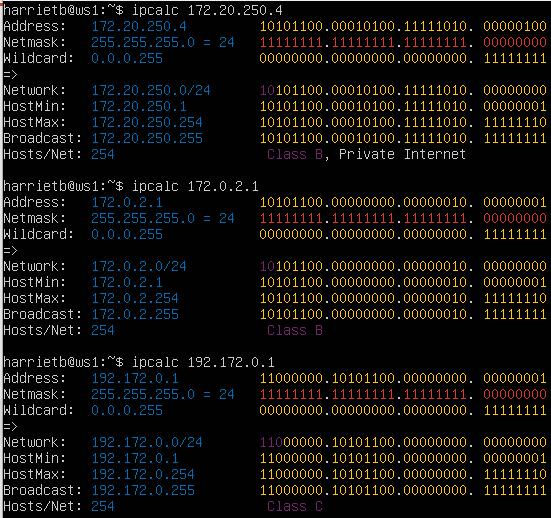 harrietb@ws1:~$ ipcalc 172.20.250.4
Address: 172.20.250.4 10101100.00010100.11111010. 00000100
Netmask: 255.255.255.0 = 24 11111111.11111111.11111111. 00000000
Wildcard: 0.0.0.255 00000000.00000000.00000000. 11111111
=>
Network: 172.20.250.0/24 10101100.00010100.11111010. 00000000
HostMin: 172.20.250.1 10101100.00010100.11111010. 00000001
HostMax: 172.20.250.254 10101100.00010100.11111010. 11111110
Broadcast: 172.20.250.255 10101100.00010100.11111010. 11111111
Hosts/Net: 254 Class B, Private Internet
harrietb@ws1:~$ ipcalc 172.0.2.1
Address: 172.0.2.1 10101100.00000000.00000010. 00000001
Netmask: 255.255.255.0 = 24 11111111.11111111.11111111. 00000000
Wildcard: 0.0.0.255 00000000.00000000.00000000. 11111111
=>
Network: 172.0.2.0/24 10101100.00000000.00000010. 00000000
HostMin: 172.0.2.1 10101100.00000000.00000010. 00000001
HostMax: 172.0.2.254 10101100.00000000.00000010. 11111110
Broadcast: 172.0.2.255 10101100.00000000.00000010. 11111111
Hosts/Net: 254 Class B
harrietb@ws1:~$ ipcalc 192.172.0.1
Address: 192.172.0.1 11000000.10101100.00000000. 00000001
Netmask: 255.255.255.0 = 24 11111111.11111111.11111111. 00000000
Wildcard: 0.0.0.255 00000000.00000000.00000000. 11111111
=>
Network: 192.172.0.0/24 11000000.10101100.00000000. 00000000
HostMin: 192.172.0.1 11000000.10101100.00000000. 00000001
HostMax: 192.172.0.254 11000000.10101100.00000000. 11111110
Broadcast: 192.172.0.255 11000000.10101100.00000000. 11111111
Hosts/Net: 254 Class C